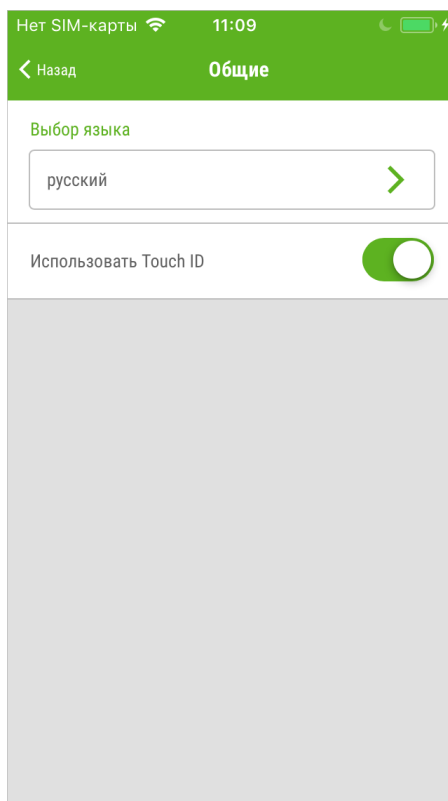 Нет SIM-карты 11:09
Назад Общие
Выбор языка
русский
Использовать Touch ID